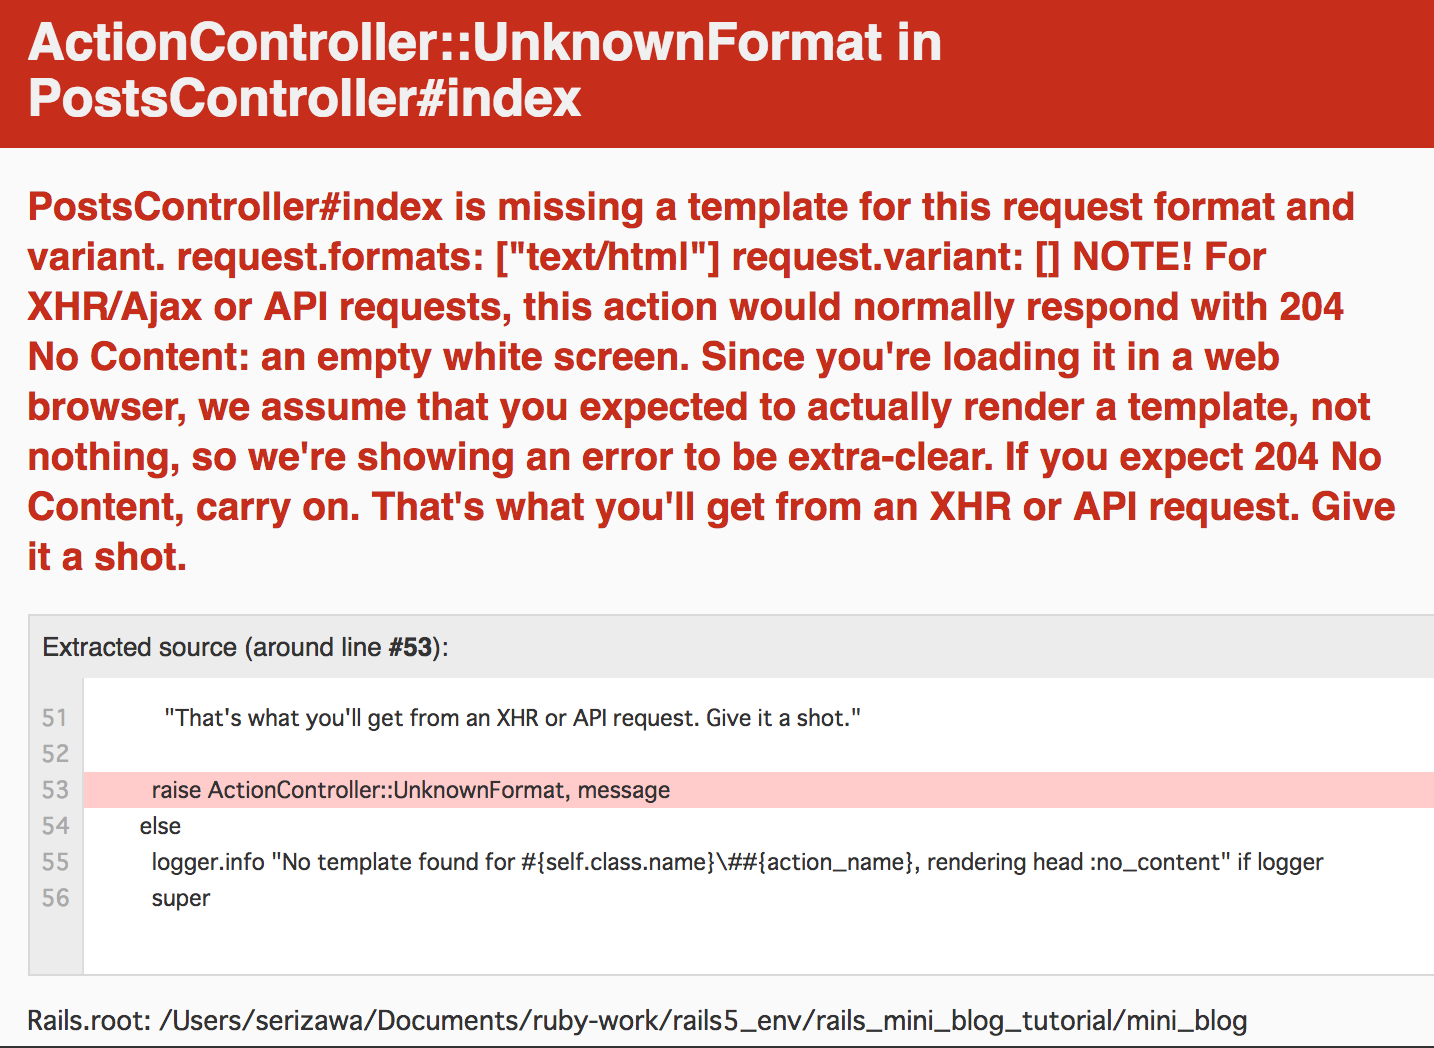 ActionController::UnknownFormat in
PostsController#index
PostsController#index is missing a template for this request format and
variant. request.formats: ["text/html"] request.variant: [] NOTE! For
XHR/Ajax or API requests, this action would normally respond with 204
No Content: an empty white screen. Since you're loading it in a web
browser, we assume that you expected to actually render a template, not
nothing, so we're showing an error to be extra-clear. If you expect 204 No
Content, carry on. That's what you'll get from an XHR or API request. Give
it a shot.
Extracted source (around line #53):
51 "That's what you'll get from an XHR or API request. Give it a shot."
52
53 raise ActionController::UnknownFormat, message
54 else
55 logger.info "No template found for #{self.class.name}\##{action_name}, rendering head :no_content" if logger
56 super
Rails.root: /Users/serizawa/Documents/ruby-work/rails5_env/rails_mini_blog_tutorial/mini_blog